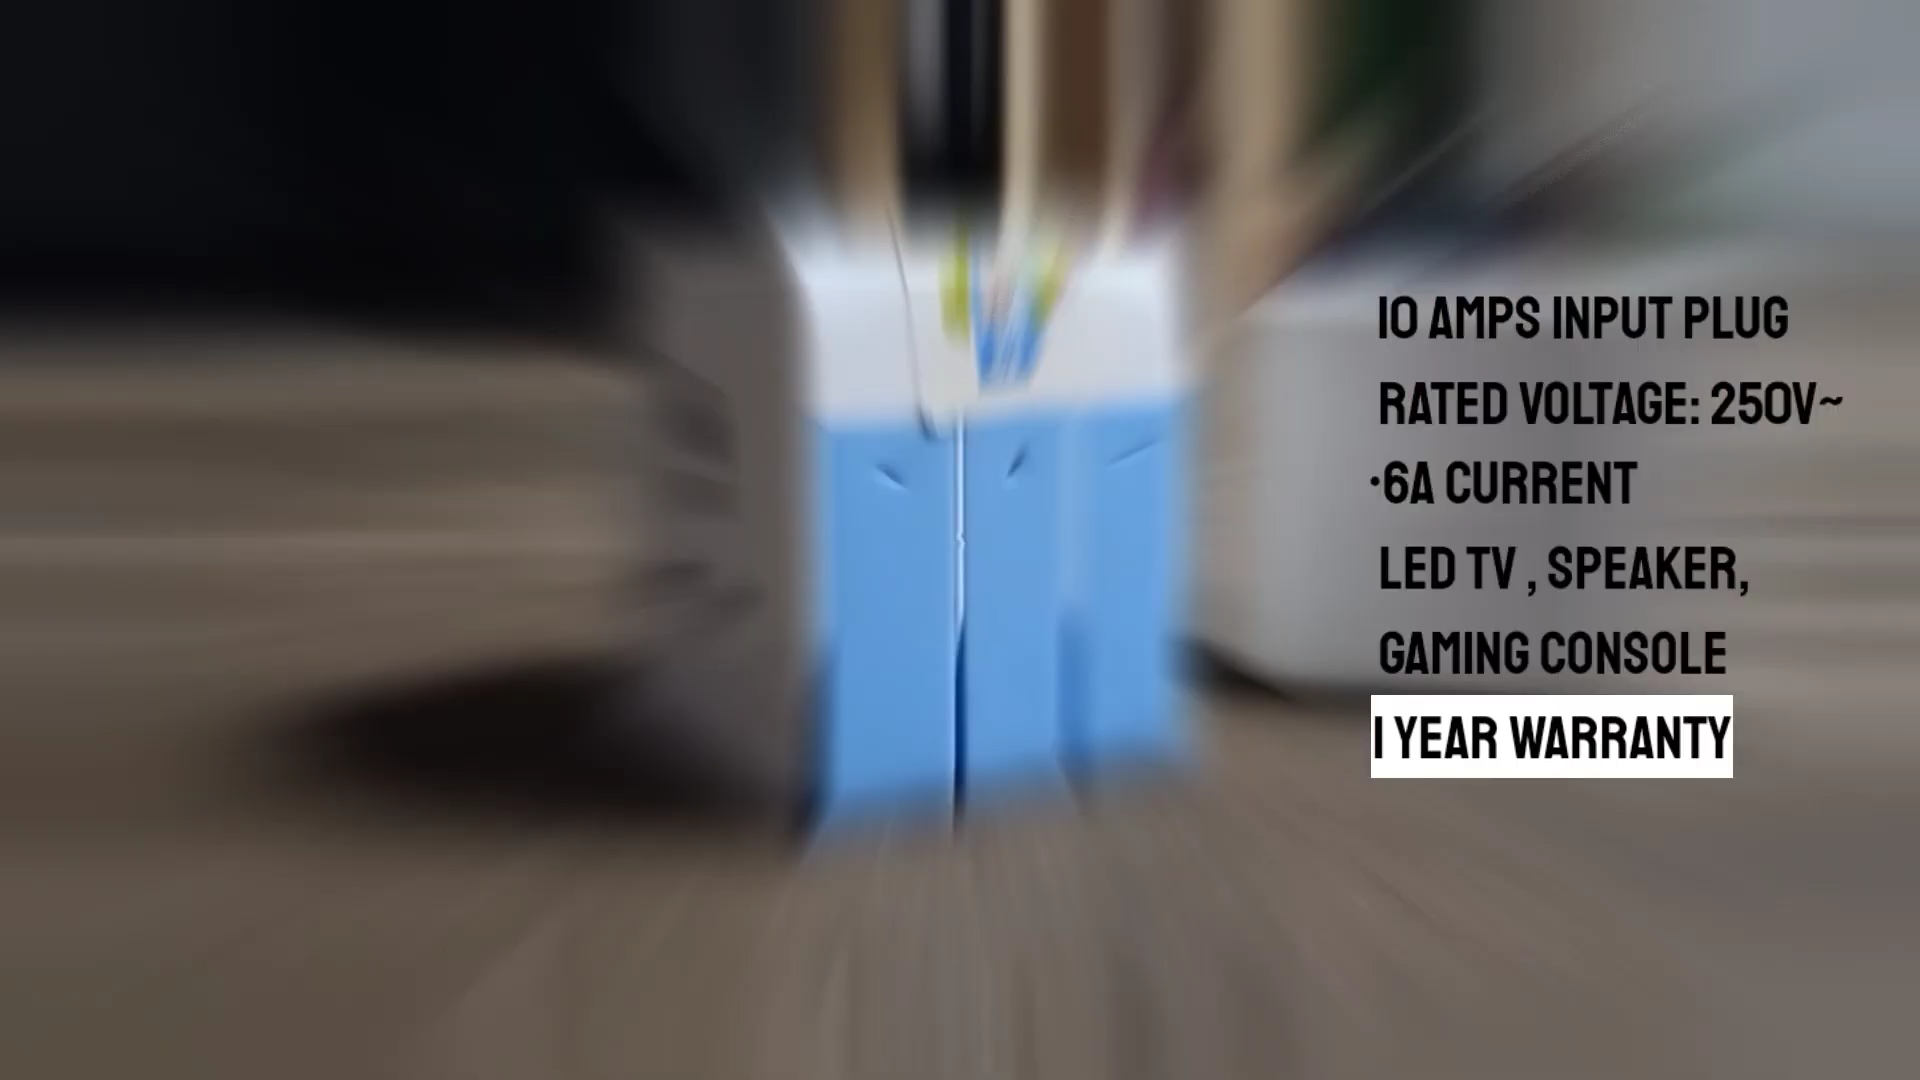 10 AMPS INPUT PLUG
RATED VOLTAGE: 250V~
·6A CURRENT
LED TV , SPEAKER,
GAMING CONSOLE
1 YEAR WARRANTY